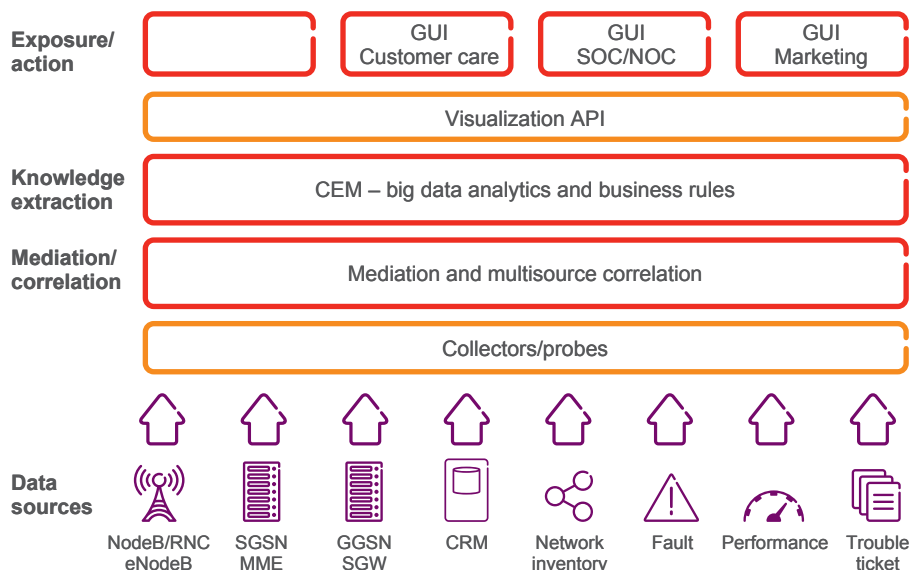 Exposure/
action
GUI
Customer care
GUI
SOC/NOC
GUI
Marketing
Visualization API
Knowledge
extraction
CEM – big data analytics and business rules
Mediation/
correlation
Mediation and multisource correlation
Collectors/probes
Data
sources
NodeB/RNC
eNodeB
SGSN
MME
GGSN
SGW
CRM
Network
inventory
Fault
Performance
Trouble
ticket